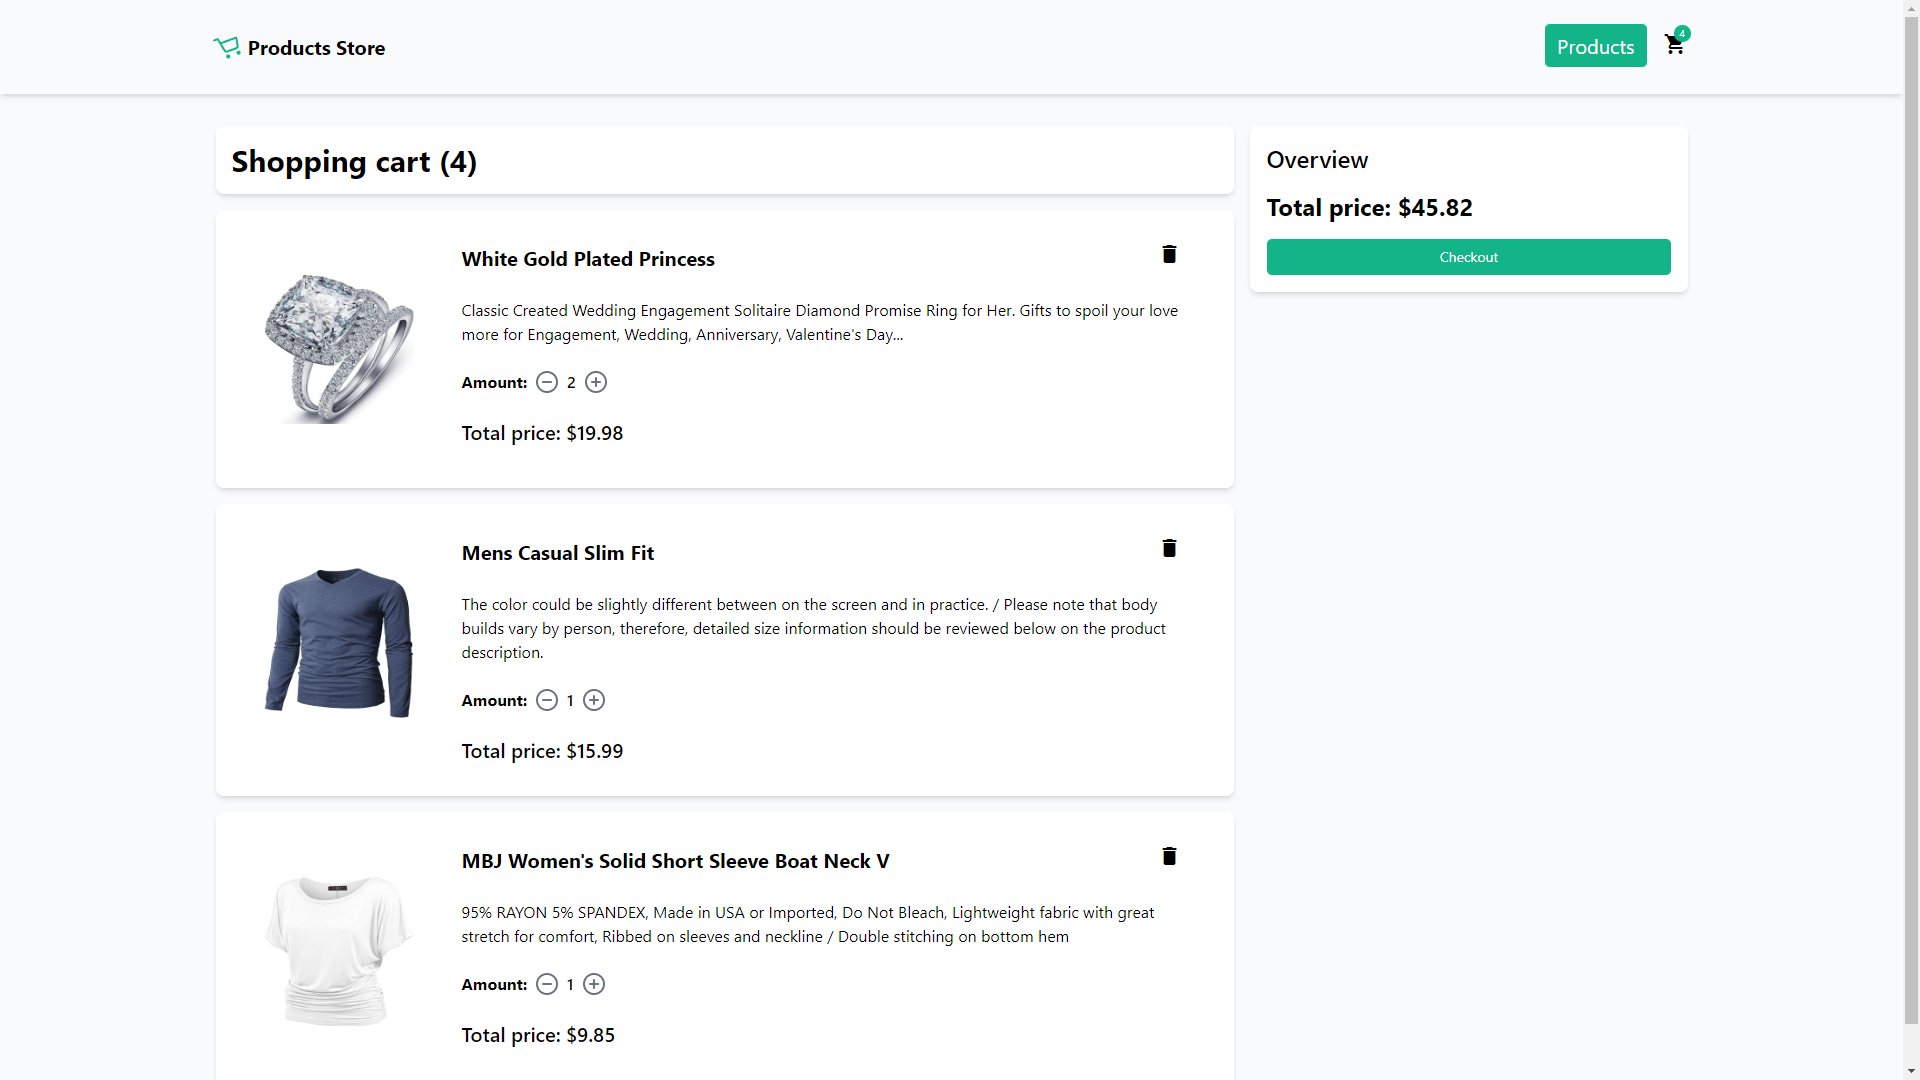 Products Store
Products
4
Shopping cart (4)
Overview
Total price: $45.82
Checkout
White Gold Plated Princess
Classic Created Wedding Engagement Solitaire Diamond Promise Ring for Her. Gifts to spoil your love
more for Engagement, Wedding, Anniversary, Valentine's Day...
Amount: 2
Total price: $19.98
Mens Casual Slim Fit
The color could be slightly different between on the screen and in practice. / Please note that body
builds vary by person, therefore, detailed size information should be reviewed below on the product
description.
Amount: 1
Total price: $15.99
MBJ Women's Solid Short Sleeve Boat Neck V
95% RAYON 5% SPANDEX, Made in USA or Imported, Do Not Bleach, Lightweight fabric with great
stretch for comfort, Ribbed on sleeves and neckline / Double stitching on bottom hem
Amount: 1
Total price: $9.85